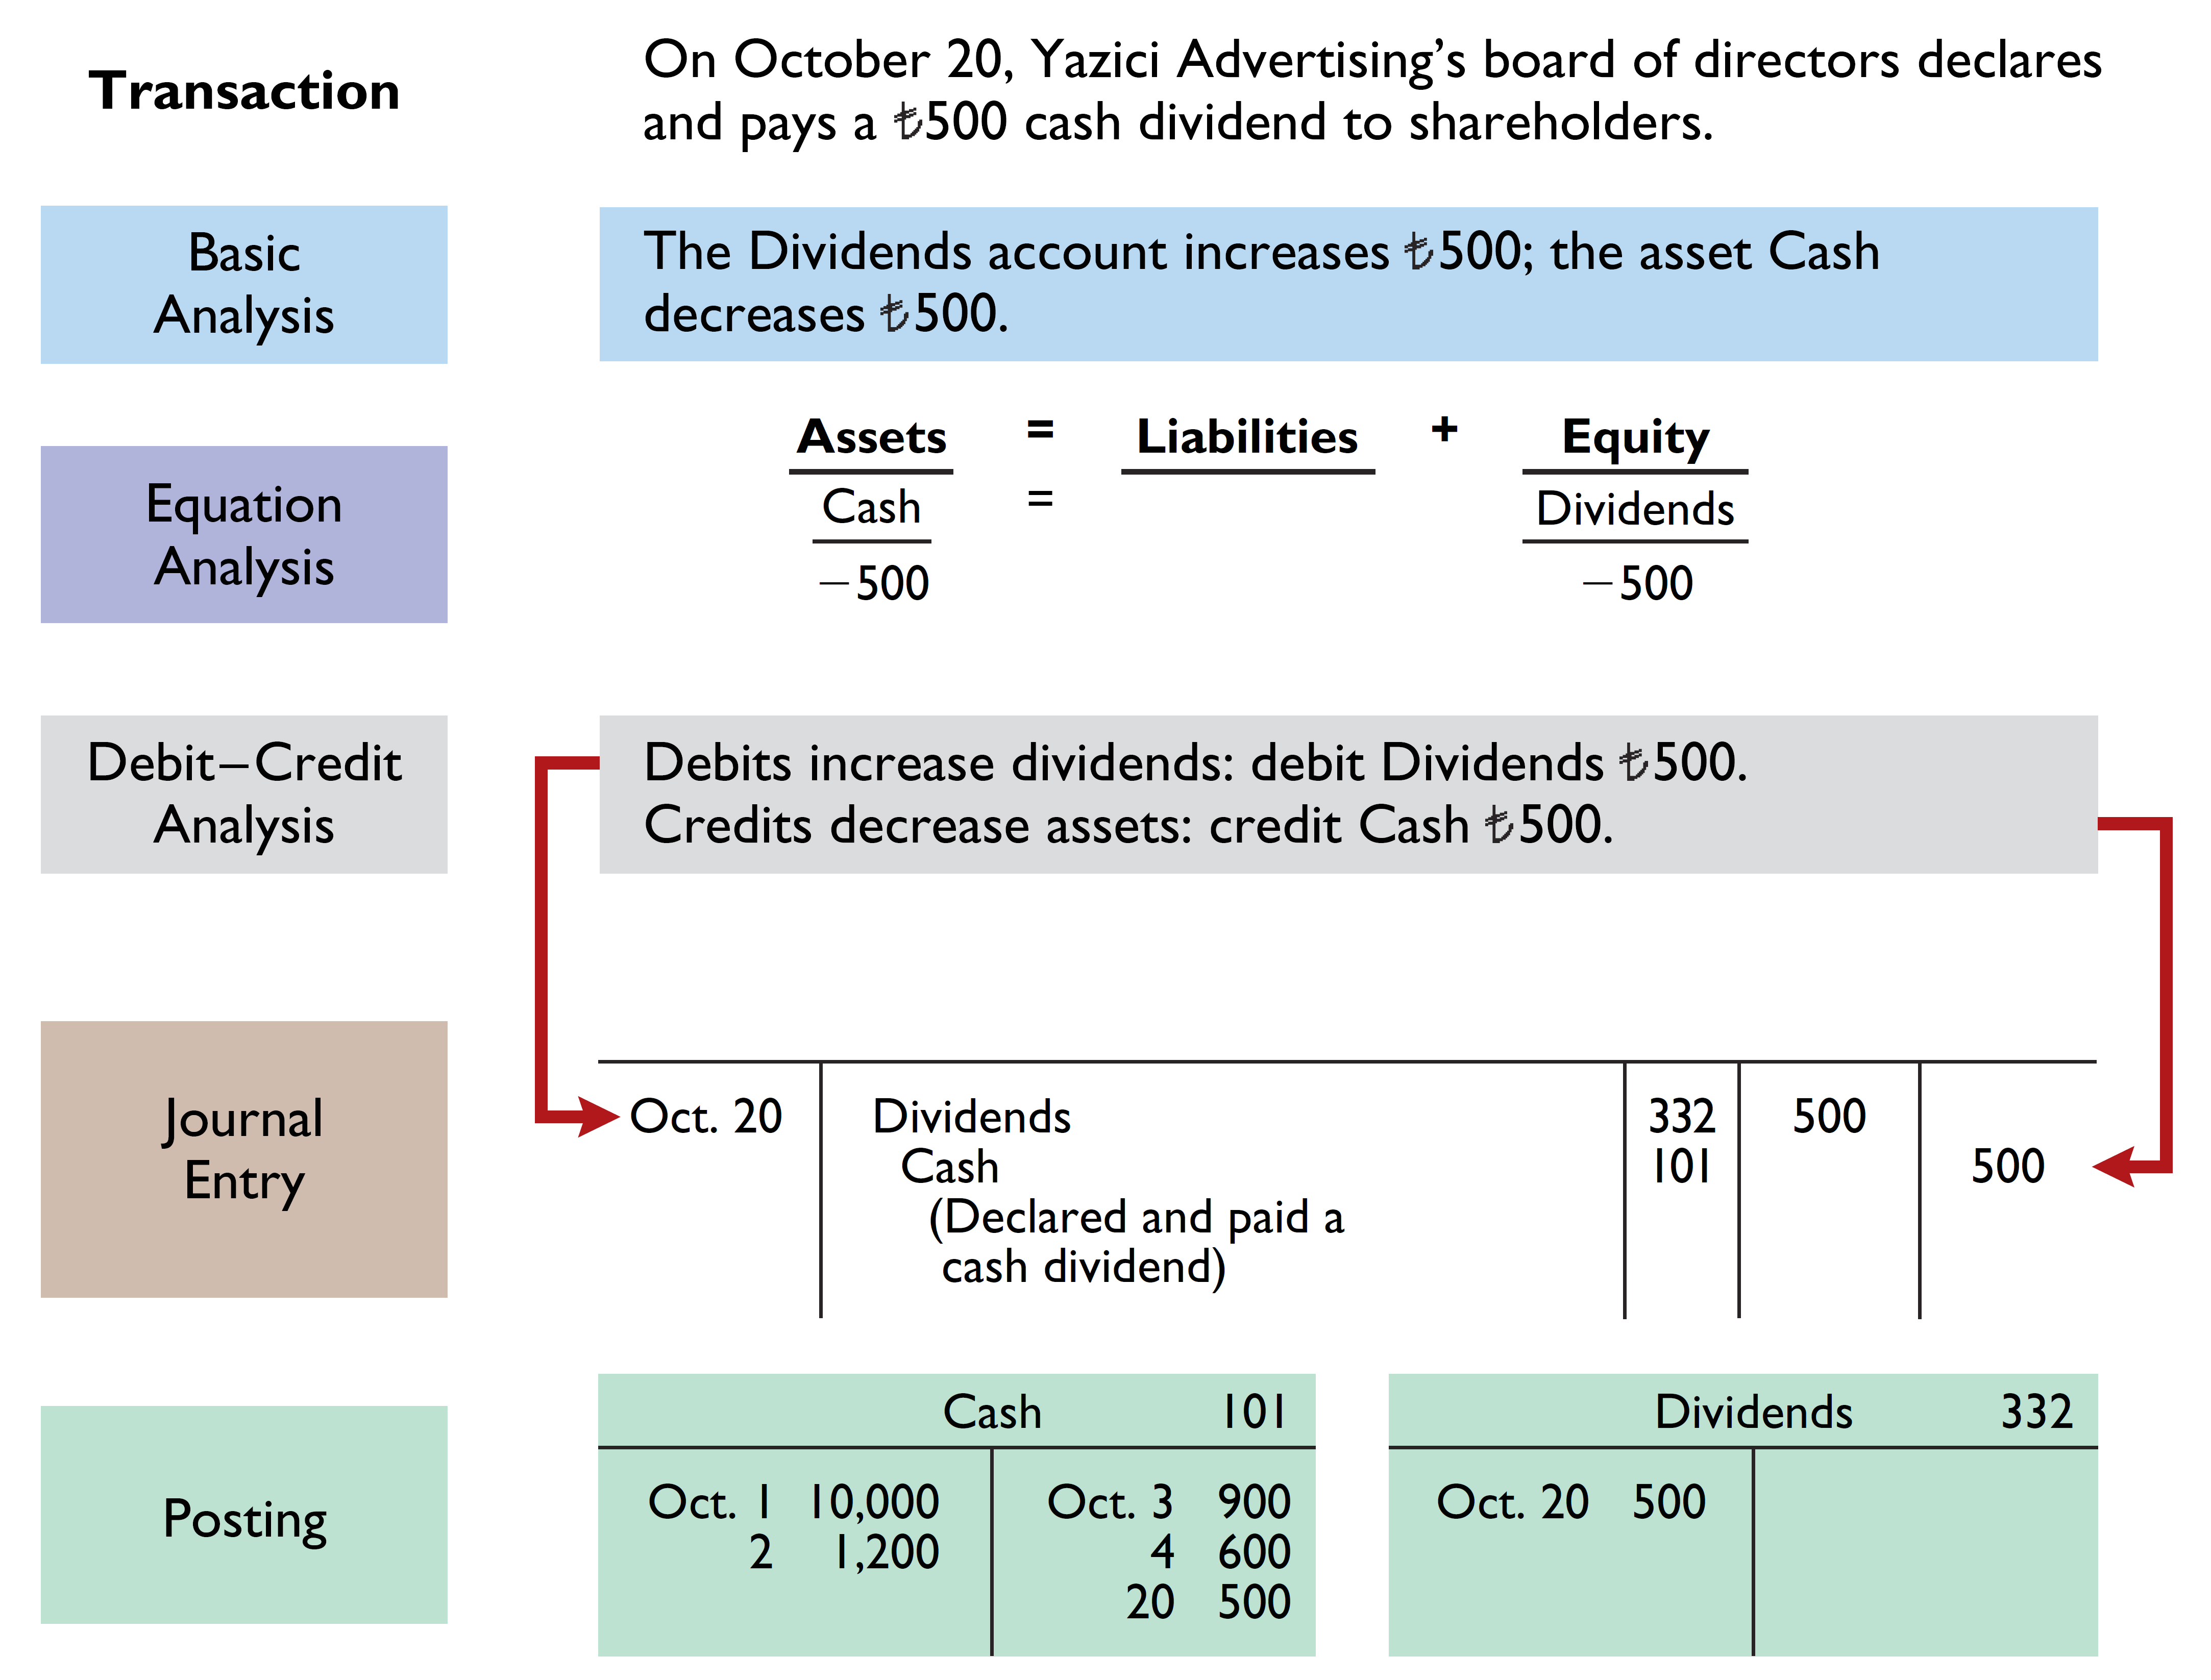 Transaction
On October 20, Yazici Advertising’s board of directors declares
and pays a ₺500 cash dividend to shareholders.
Basic
Analysis
The Dividends account increases ₺500; the asset Cash
decreases ₺500.
Equation
Analysis
Assets = Liabilities + Equity
Cash = Dividends
−500 −500
Debit–Credit
Analysis
Debits increase dividends: debit Dividends ₺500.
Credits decrease assets: credit Cash ₺500.
Journal
Entry
Oct. 20 Dividends 332 500
Cash 101 500
(Declared and paid a
cash dividend)
Posting
Cash 101
Oct. 1 10,000 Oct. 3 900
2 1,200 4 600
20 500
Dividends 332
Oct. 20 500